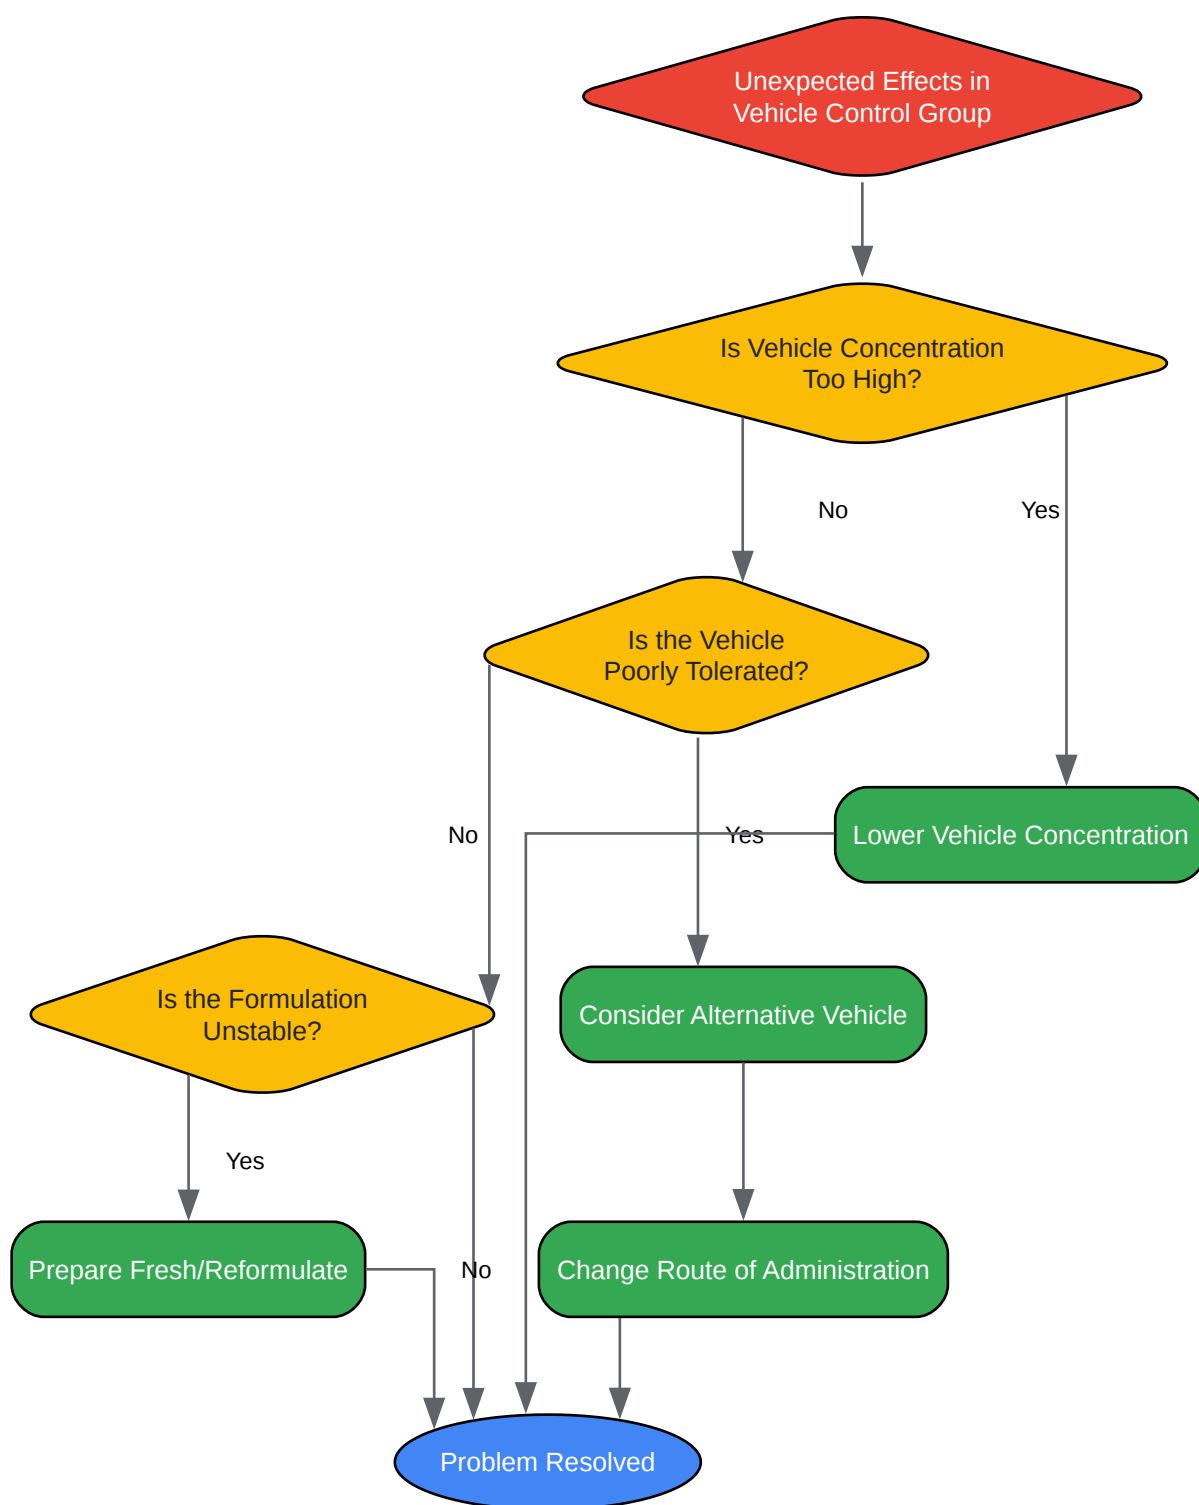 Unexpected Effects in
Vehicle Control Group
Is Vehicle Concentration
Too High?
No
Yes
Is the Vehicle
Poorly Tolerated?
No
Yes
Lower Vehicle Concentration
Is the Formulation
Unstable?
Consider Alternative Vehicle
Yes
Prepare Fresh/Reformulate
No
Change Route of Administration
Problem Resolved